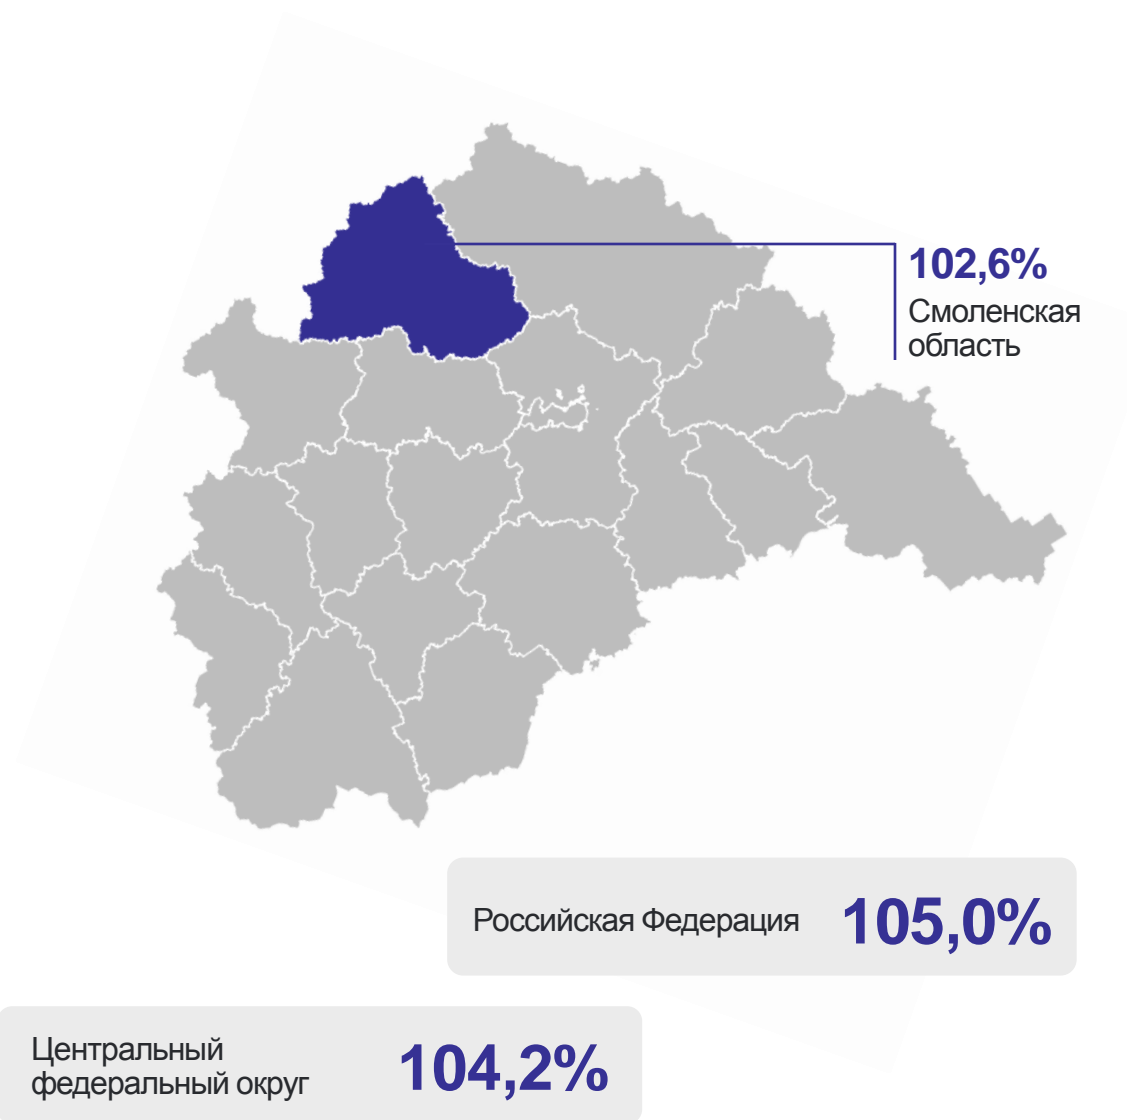 102,6%
Смоленская
область
Российская Федерация 105,0%
Центральный
федеральный округ 104,2%